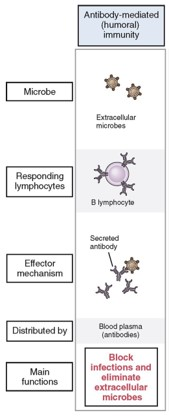 Antibody-mediated
(humoral)
immunity
Microbe
Extracellular
microbes
Responding
lymphocytes
B lymphocyte
Secreted
antibody
Effector
mechanism
Distributed by
Blood plasma
(antibodies)
Main
functions
Block
infections and
eliminate
extracellular
microbes